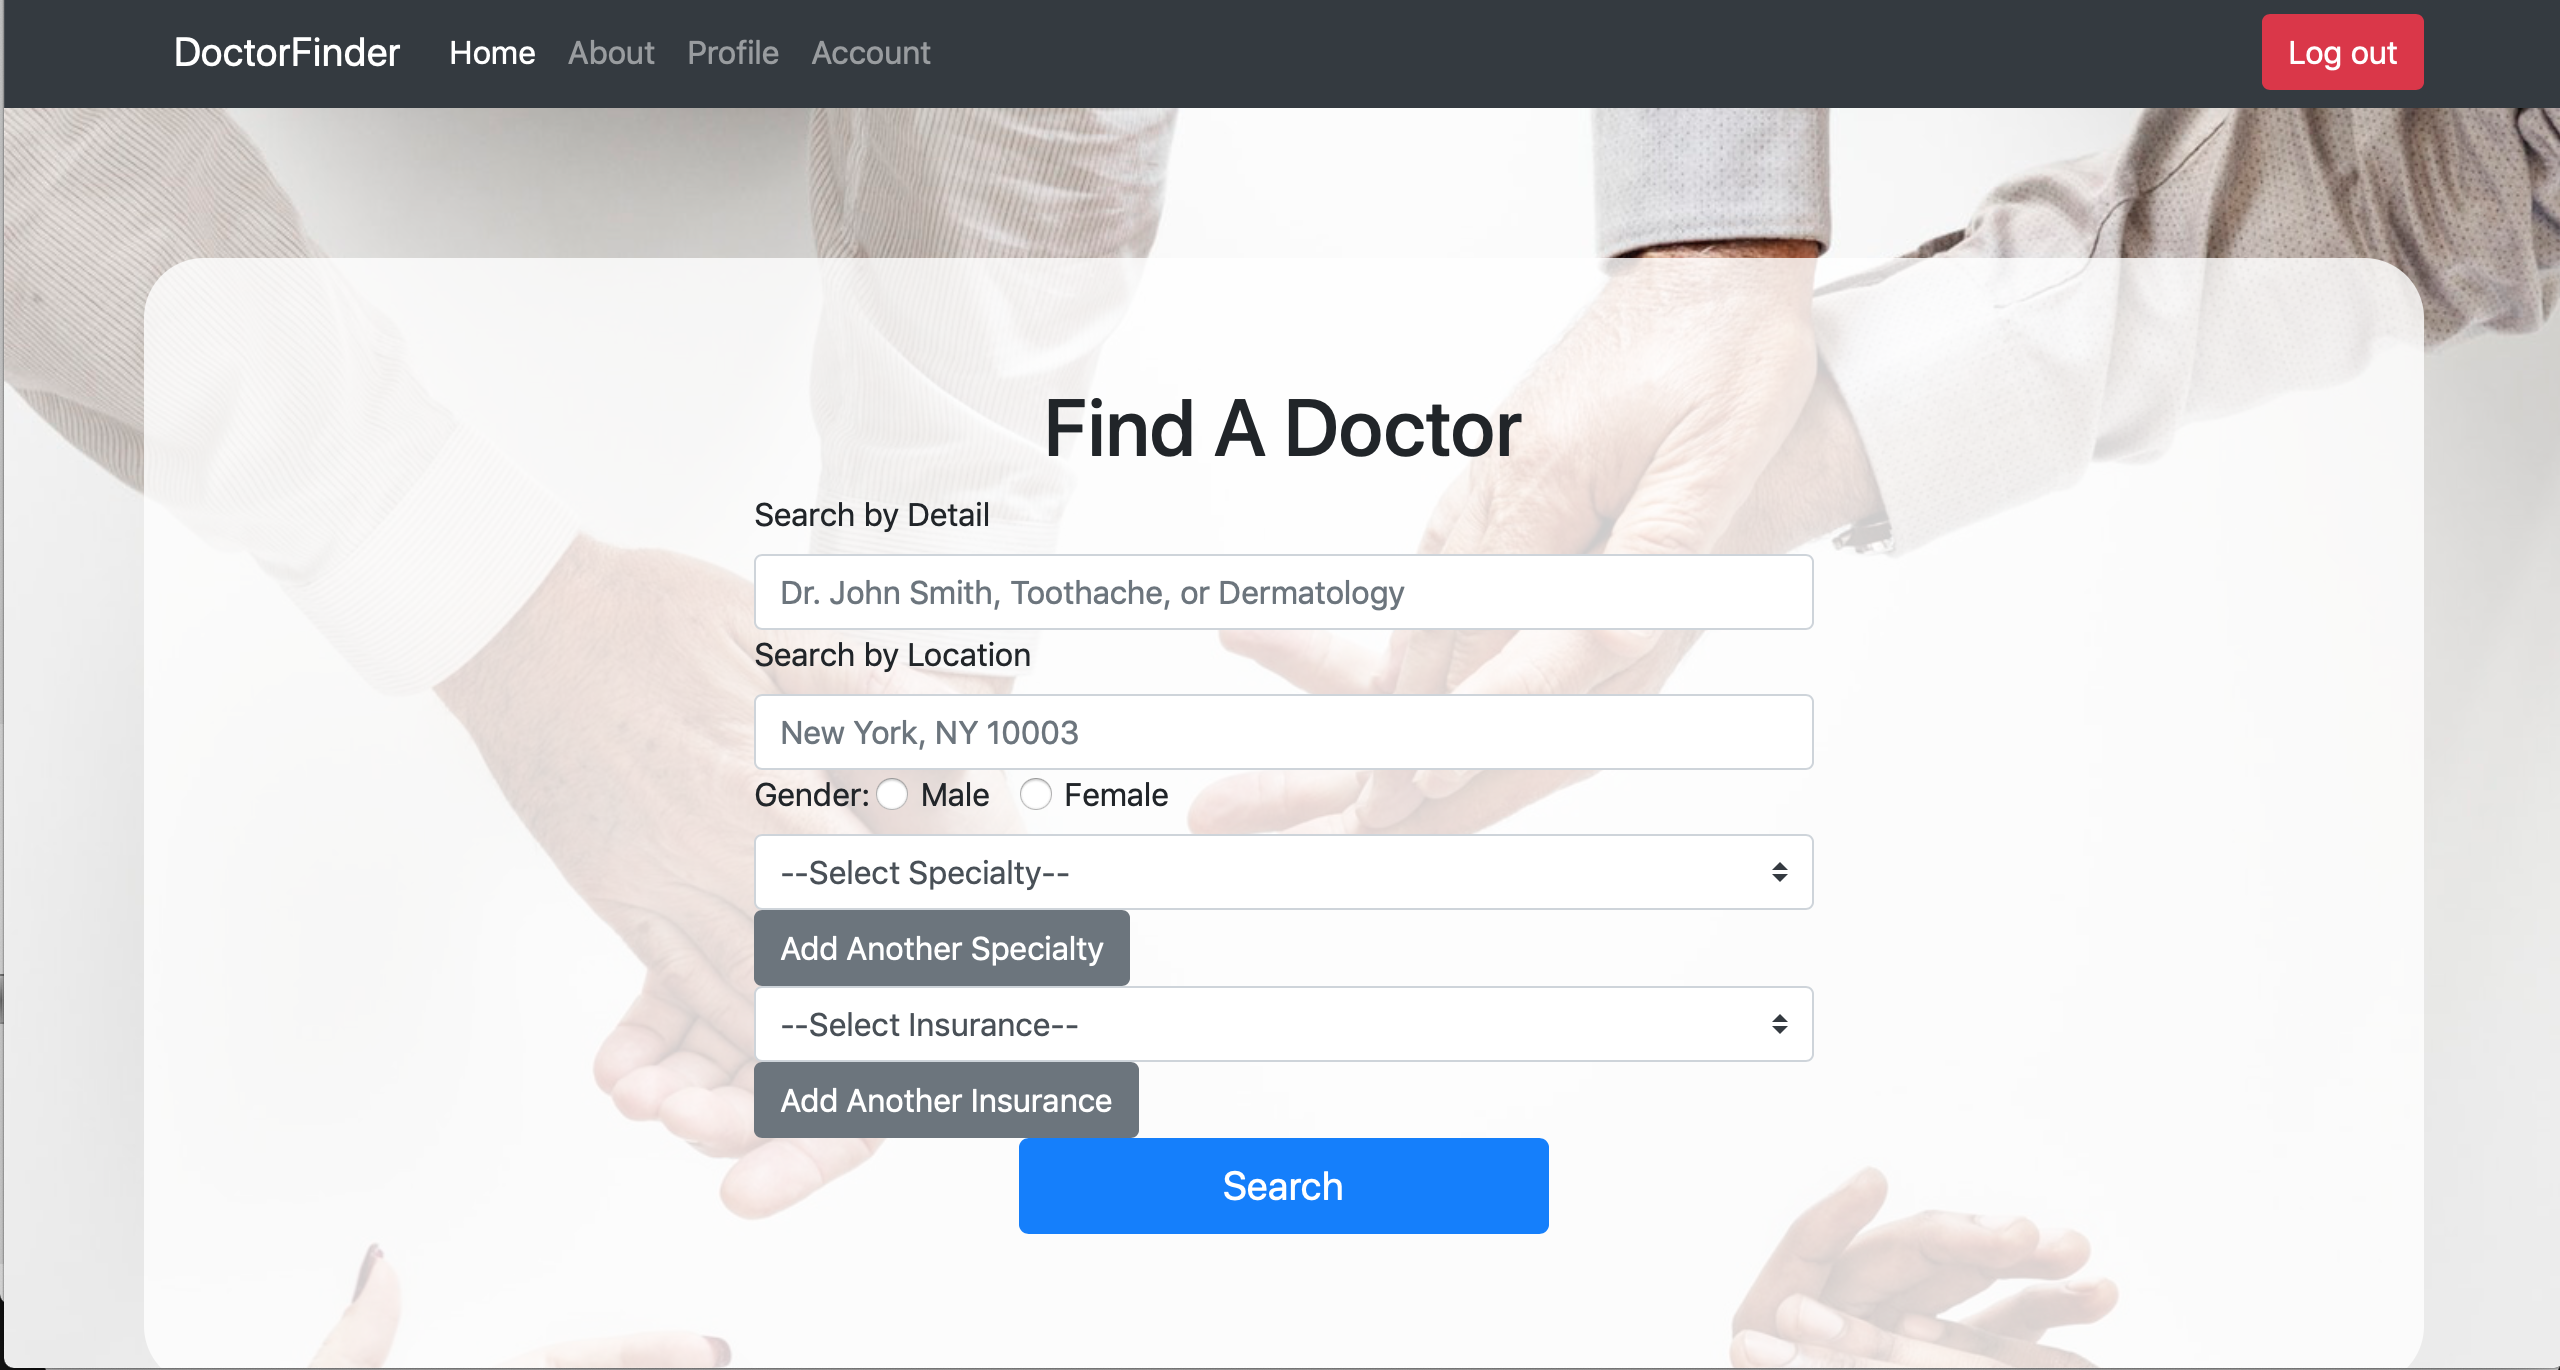 DoctorFinder Home About Profile Account Log out
Find A Doctor
Search by Detail
Dr. John Smith, Toothache, or Dermatology
Search by Location
New York, NY 10003
Gender: Male Female
--Select Specialty--
Add Another Specialty
--Select Insurance--
Add Another Insurance
Search